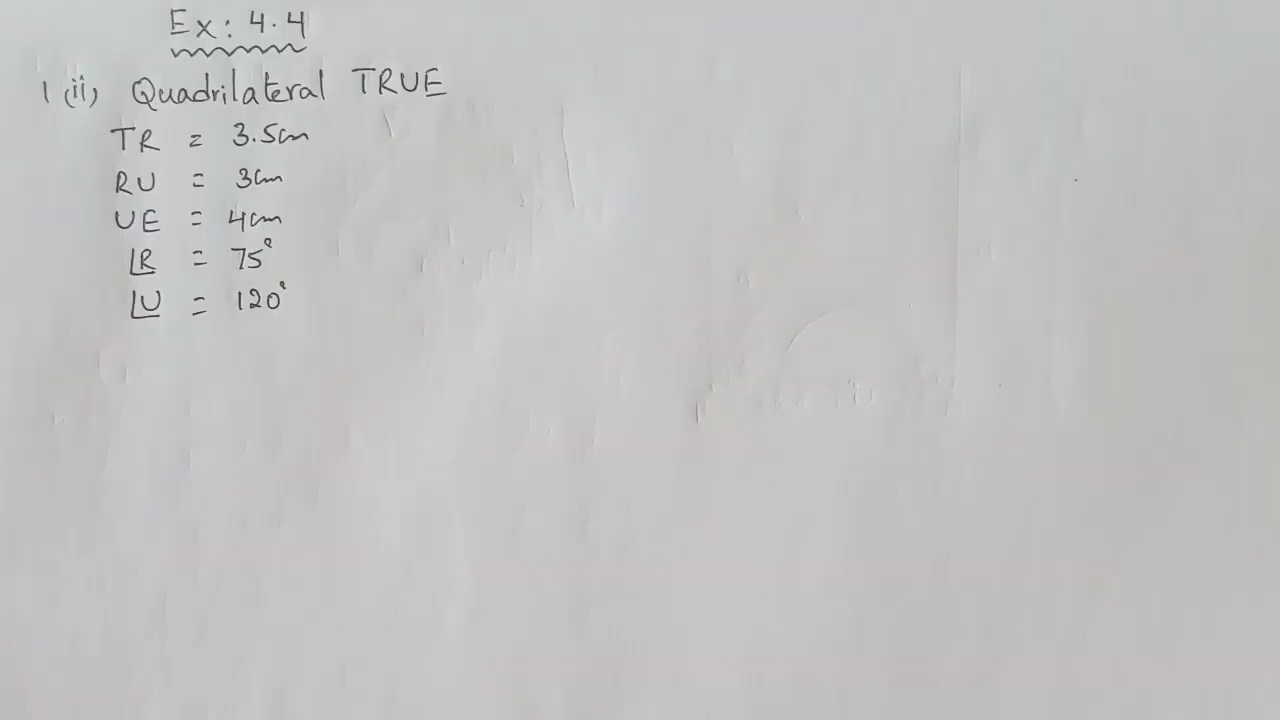 Ex: 4.4
1 (ii) Quadrilateral TRUE
TR = 3.5cm
RU = 3cm
UE = 4cm
∠R = 75°
∠U = 120°